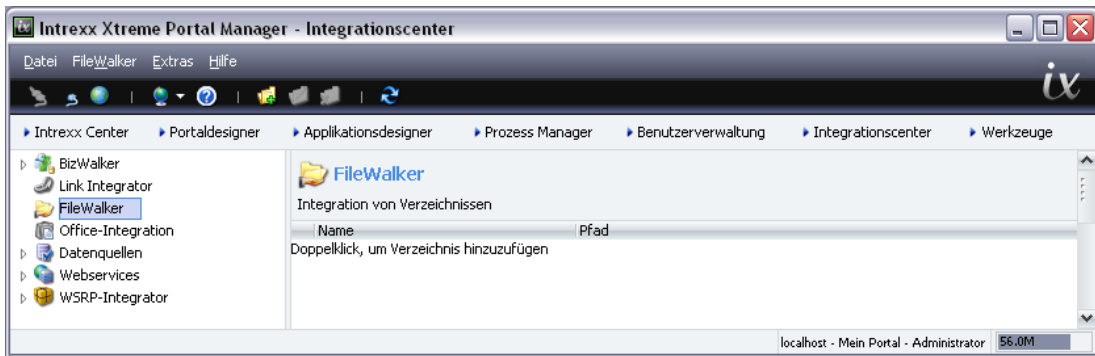 Intrexx Xtreme Portal Manager - Integrationscenter
Datei FileWalker Extras Hilfe
ix
Intrexx Center Portaldesigner Applikationsdesigner Prozess Manager Benutzerverwaltung Integrationscenter Werkzeuge
BizWalker
Link Integrator
FileWalker
Office-Integration
Datenquellen
Webservices
WSRP-Integrator
FileWalker
Integration von Verzeichnissen
Name Pfad
Doppelklick, um Verzeichnis hinzuzufügen
localhost - Mein Portal - Administrator 56.0M